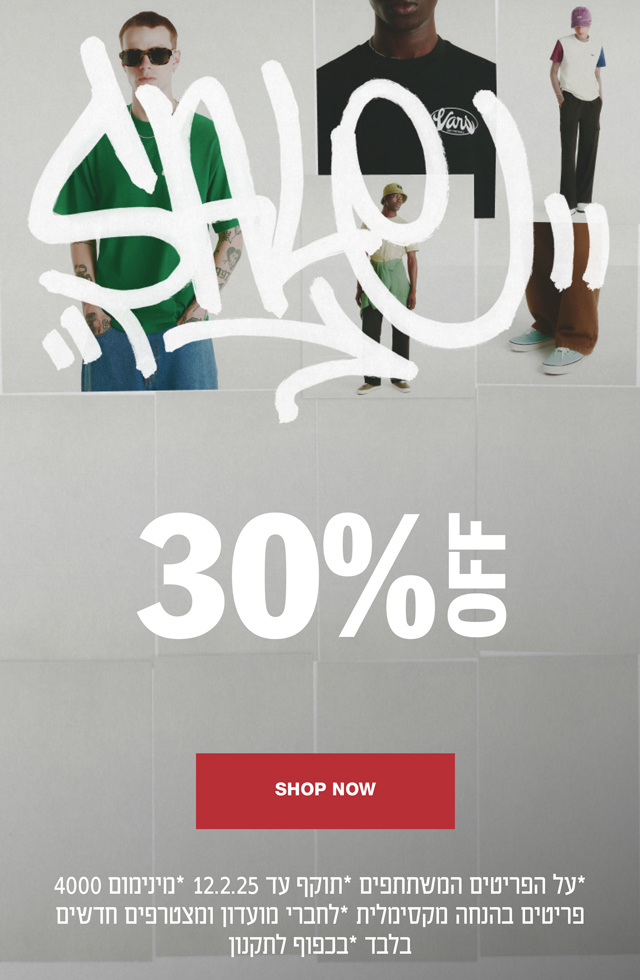 SALE
Vans
30% OFF
SHOP NOW
*על הפריטים המשתתפים *תוקף עד 12.2.25 *מינימום 4000
פריטים בהנחה מקסימלית *לחברי מועדון ומצטרפים חדשים
בלבד *בכפוף לתקנון